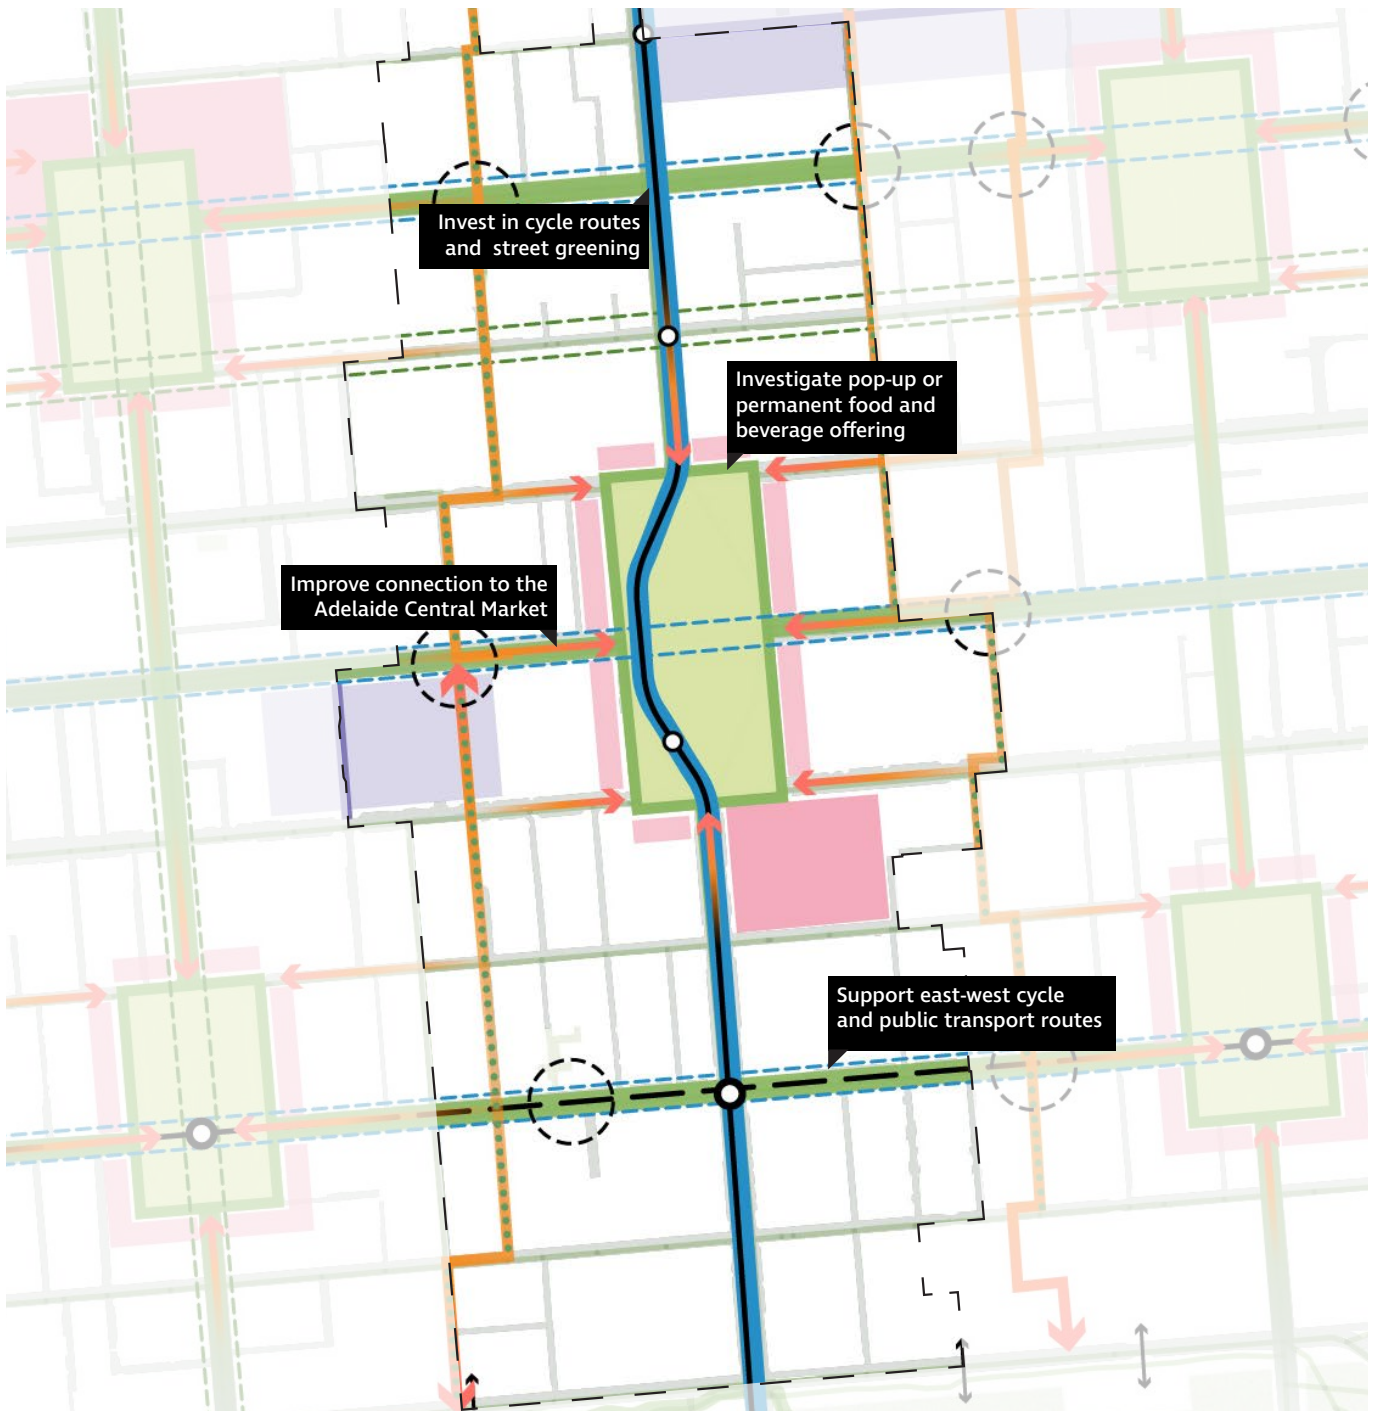 Invest in cycle routes
and street greening
Investigate pop-up or
permanent food and
beverage offering
Improve connection to the
Adelaide Central Market
Support east-west cycle
and public transport routes